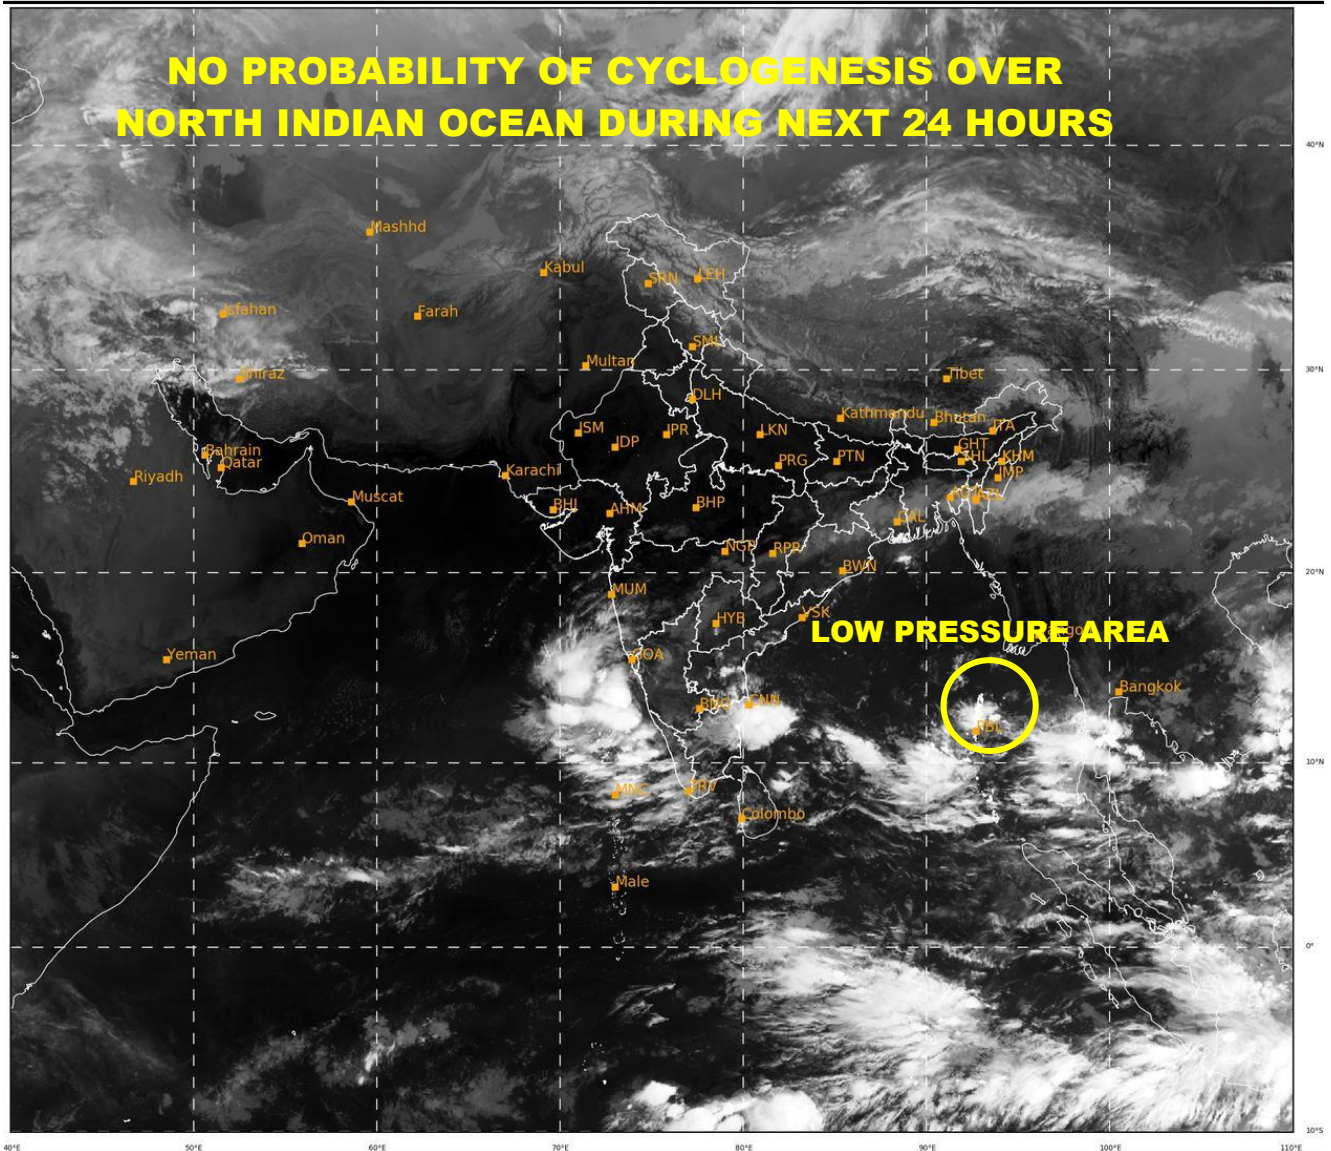 NO PROBABILITY OF CYCLOGENESIS OVER
NORTH INDIAN OCEAN DURING NEXT 24 HOURS
40°N
Mashhd
Kabul
SRN
LEH
Isfahan
Farah
SML
Multan
30°N
Shiraz
Tibet
DLH
Kathmandu
Bhutan
ITA
JSM
JDP
JPR
LKN
GHT
Bahrain
Qatar
PRG
PTN
SHL
KHM
Riyadh
Karachi
IMP
Muscat
BHJ
AHM
BHP
AGT
AZL
CAL
Oman
NGP
RPR
BWN
20°N
MUM
HYB
VSK
LOW PRESSURE AREA
Yemen
GOA
Bangkok
BNG
CNN
PBL
10°N
MNC
TRV
Colombo
Male
0°
10°S
40°E
50°E
60°E
70°E
80°E
90°E
100°E
110°E